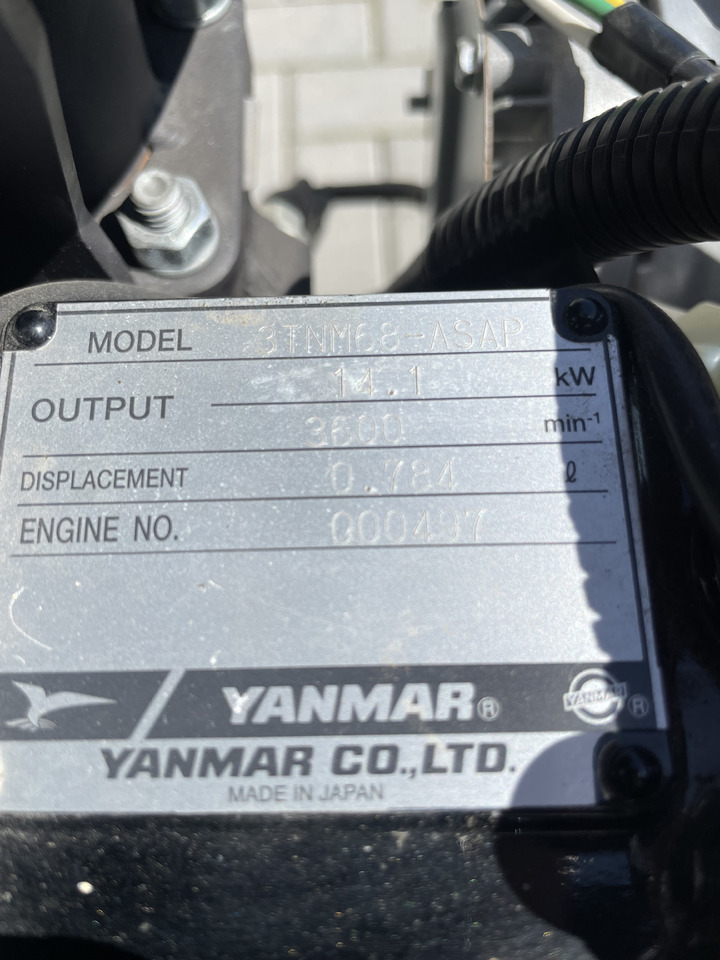 MODEL 3TNM68-ASAP
OUTPUT 14.1 kW
3600 min⁻¹
DISPLACEMENT 0.784 ℓ
ENGINE NO. 000497
YANMAR® YANMAR ®
YANMAR CO.,LTD.
MADE IN JAPAN